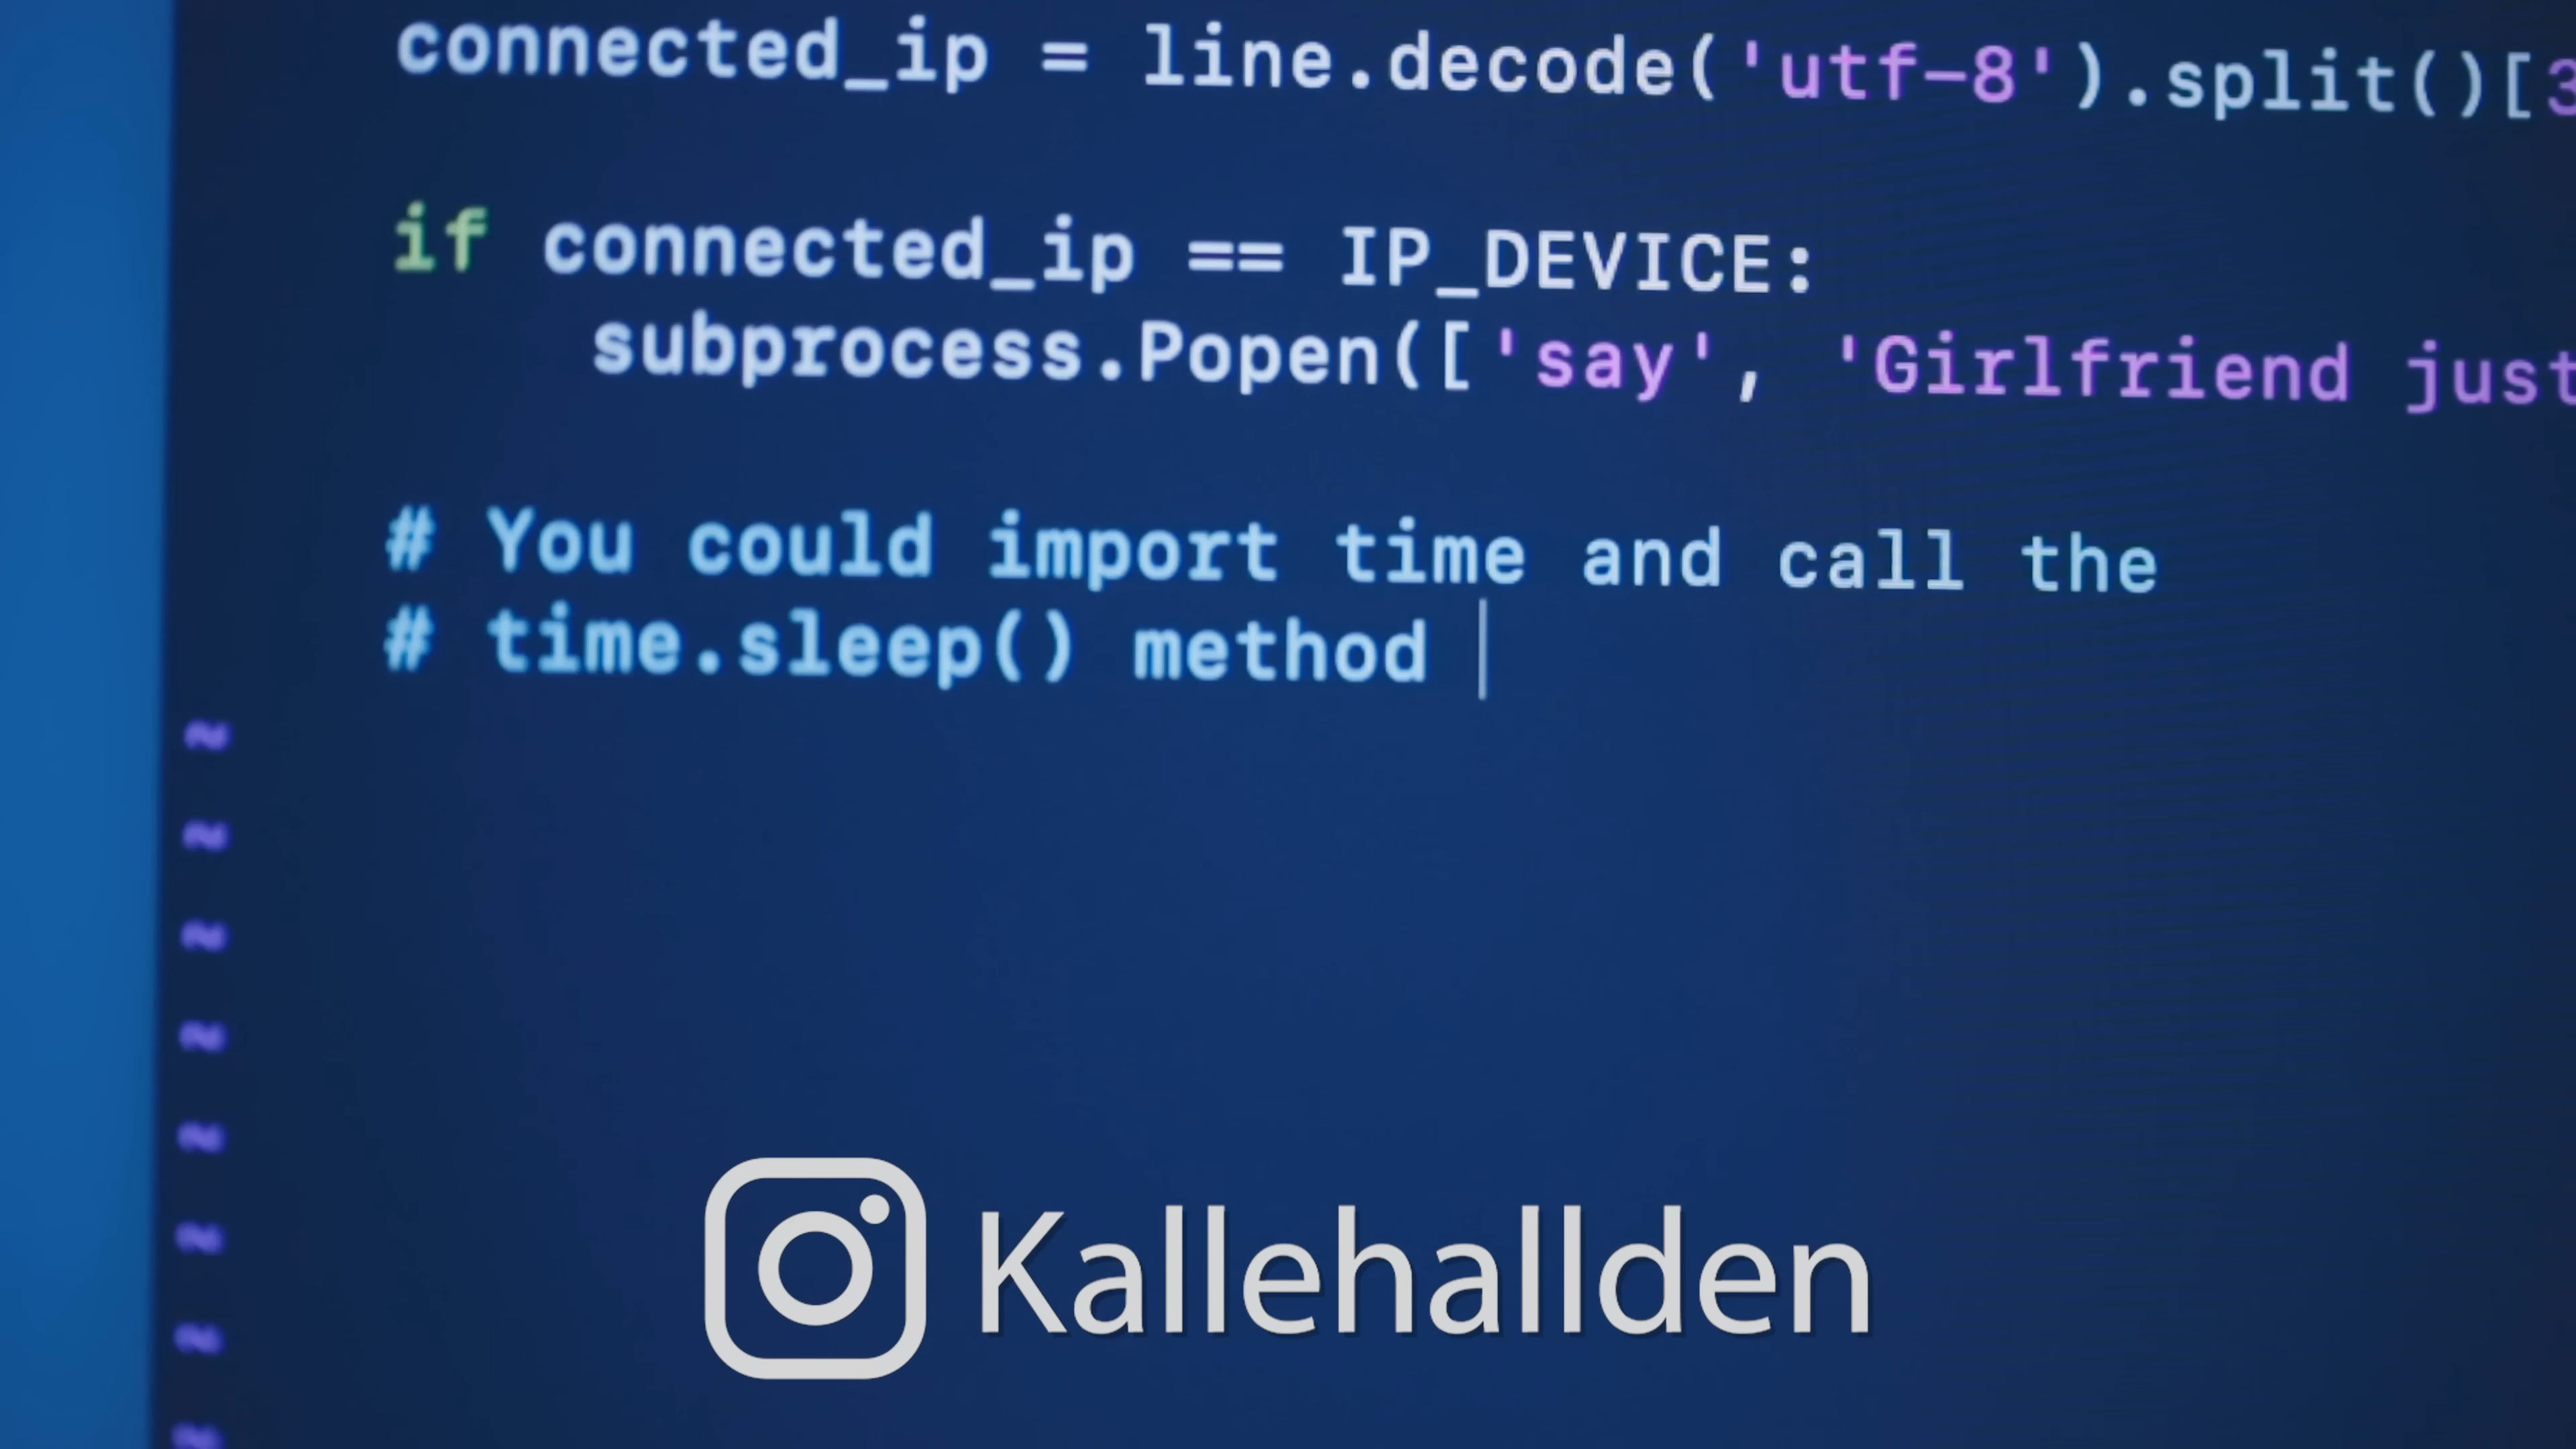 connected_ip = line.decode('utf-8').split()[3
if connected_ip == IP_DEVICE:
subprocess.Popen(['say', 'Girlfriend just
# You could import time and call the
# time.sleep() method
~
~
~
~
~
~
~
~
Kallehallden